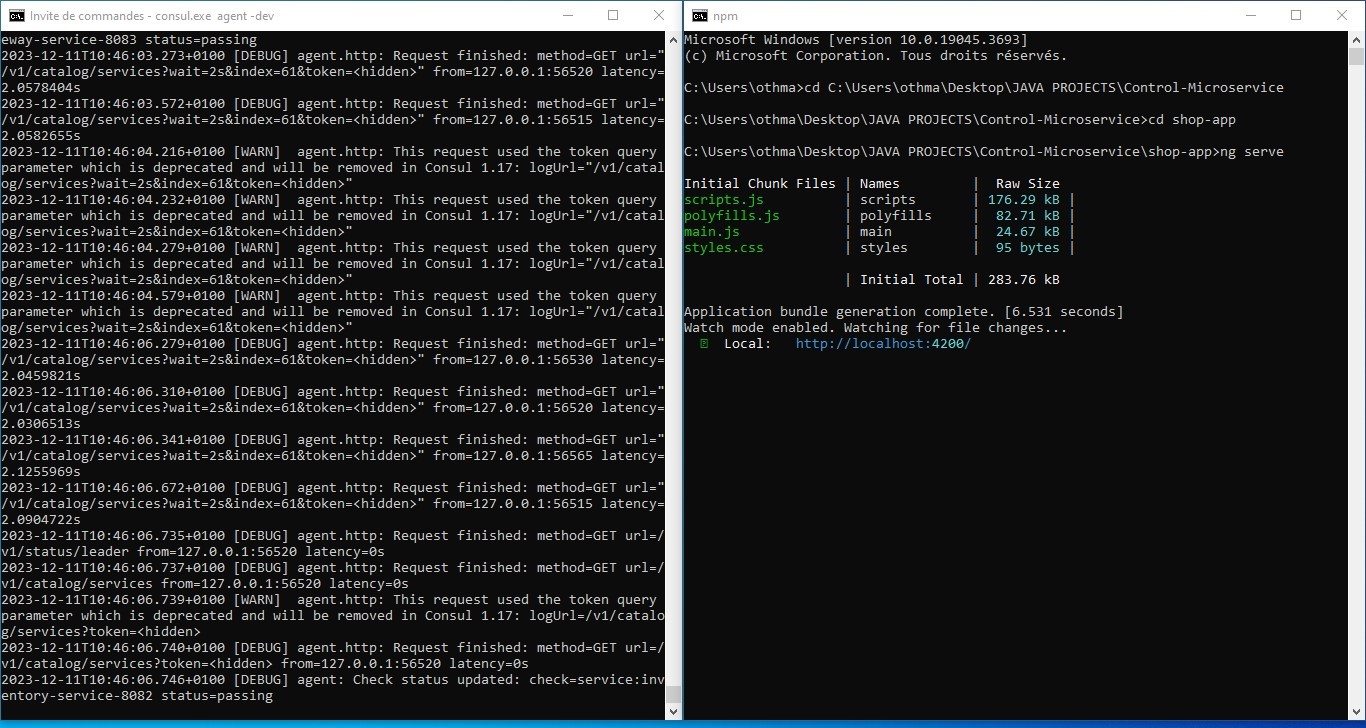 Invite de commandes - consul.exe  agent -dev
eway-service-8083 status=passing
2023-12-11T10:46:03.273+0100 [DEBUG] agent.http: Request finished: method=GET url="
/v1/catalog/services?wait=2s&index=61&token=<hidden>" from=127.0.0.1:56520 latency=
2.0578404s
2023-12-11T10:46:03.572+0100 [DEBUG] agent.http: Request finished: method=GET url="
/v1/catalog/services?wait=2s&index=61&token=<hidden>" from=127.0.0.1:56515 latency=
2.0582655s
2023-12-11T10:46:04.216+0100 [WARN]  agent.http: This request used the token query
parameter which is deprecated and will be removed in Consul 1.17: logUrl="/v1/catal
og/services?wait=2s&index=61&token=<hidden>"
2023-12-11T10:46:04.232+0100 [WARN]  agent.http: This request used the token query
parameter which is deprecated and will be removed in Consul 1.17: logUrl="/v1/catal
og/services?wait=2s&index=61&token=<hidden>"
2023-12-11T10:46:04.279+0100 [WARN]  agent.http: This request used the token query
parameter which is deprecated and will be removed in Consul 1.17: logUrl="/v1/catal
og/services?wait=2s&index=61&token=<hidden>"
2023-12-11T10:46:04.579+0100 [WARN]  agent.http: This request used the token query
parameter which is deprecated and will be removed in Consul 1.17: logUrl="/v1/catal
og/services?wait=2s&index=61&token=<hidden>"
2023-12-11T10:46:06.279+0100 [DEBUG] agent.http: Request finished: method=GET url="
/v1/catalog/services?wait=2s&index=61&token=<hidden>" from=127.0.0.1:56530 latency=
2.0459821s
2023-12-11T10:46:06.310+0100 [DEBUG] agent.http: Request finished: method=GET url="
/v1/catalog/services?wait=2s&index=61&token=<hidden>" from=127.0.0.1:56520 latency=
2.0306513s
2023-12-11T10:46:06.341+0100 [DEBUG] agent.http: Request finished: method=GET url="
/v1/catalog/services?wait=2s&index=61&token=<hidden>" from=127.0.0.1:56565 latency=
2.1255969s
2023-12-11T10:46:06.672+0100 [DEBUG] agent.http: Request finished: method=GET url="
/v1/catalog/services?wait=2s&index=61&token=<hidden>" from=127.0.0.1:56515 latency=
2.0904722s
2023-12-11T10:46:06.735+0100 [DEBUG] agent.http: Request finished: method=GET url=/
v1/status/leader from=127.0.0.1:56520 latency=0s
2023-12-11T10:46:06.737+0100 [DEBUG] agent.http: Request finished: method=GET url=/
v1/catalog/services from=127.0.0.1:56520 latency=0s
2023-12-11T10:46:06.739+0100 [WARN]  agent.http: This request used the token query
parameter which is deprecated and will be removed in Consul 1.17: logUrl=/v1/catalo
g/services?token=<hidden>
2023-12-11T10:46:06.740+0100 [DEBUG] agent.http: Request finished: method=GET url=/
v1/catalog/services?token=<hidden> from=127.0.0.1:56520 latency=0s
2023-12-11T10:46:06.746+0100 [DEBUG] agent: Check status updated: check=service:inv
entory-service-8082 status=passing
npm
Microsoft Windows [version 10.0.19045.3693]
(c) Microsoft Corporation. Tous droits réservés.
C:\Users\othma>cd C:\Users\othma\Desktop\JAVA PROJECTS\Control-Microservice
C:\Users\othma\Desktop\JAVA PROJECTS\Control-Microservice>cd shop-app
C:\Users\othma\Desktop\JAVA PROJECTS\Control-Microservice\shop-app>ng serve
Initial Chunk Files | Names         |  Raw Size
scripts.js          | scripts       | 176.29 kB |
polyfills.js        | polyfills     |  82.71 kB |
main.js             | main          |  24.67 kB |
styles.css          | styles        |  95 bytes |
| Initial Total | 283.76 kB
Application bundle generation complete. [6.531 seconds]
Watch mode enabled. Watching for file changes...
Local:   http://localhost:4200/